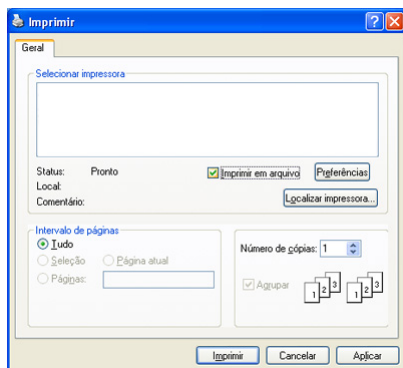 Imprimir
Geral
Selecionar impressora
Status: Pronto
Imprimir em arquivo
Preferências
Local:
Localizar impressora...
Comentário:
Intervalo de páginas
Tudo
Seleção Página atual
Páginas:
Número de cópias: 1
Agrupar
1 2 3 1 2 3
Imprimir Cancelar Aplicar